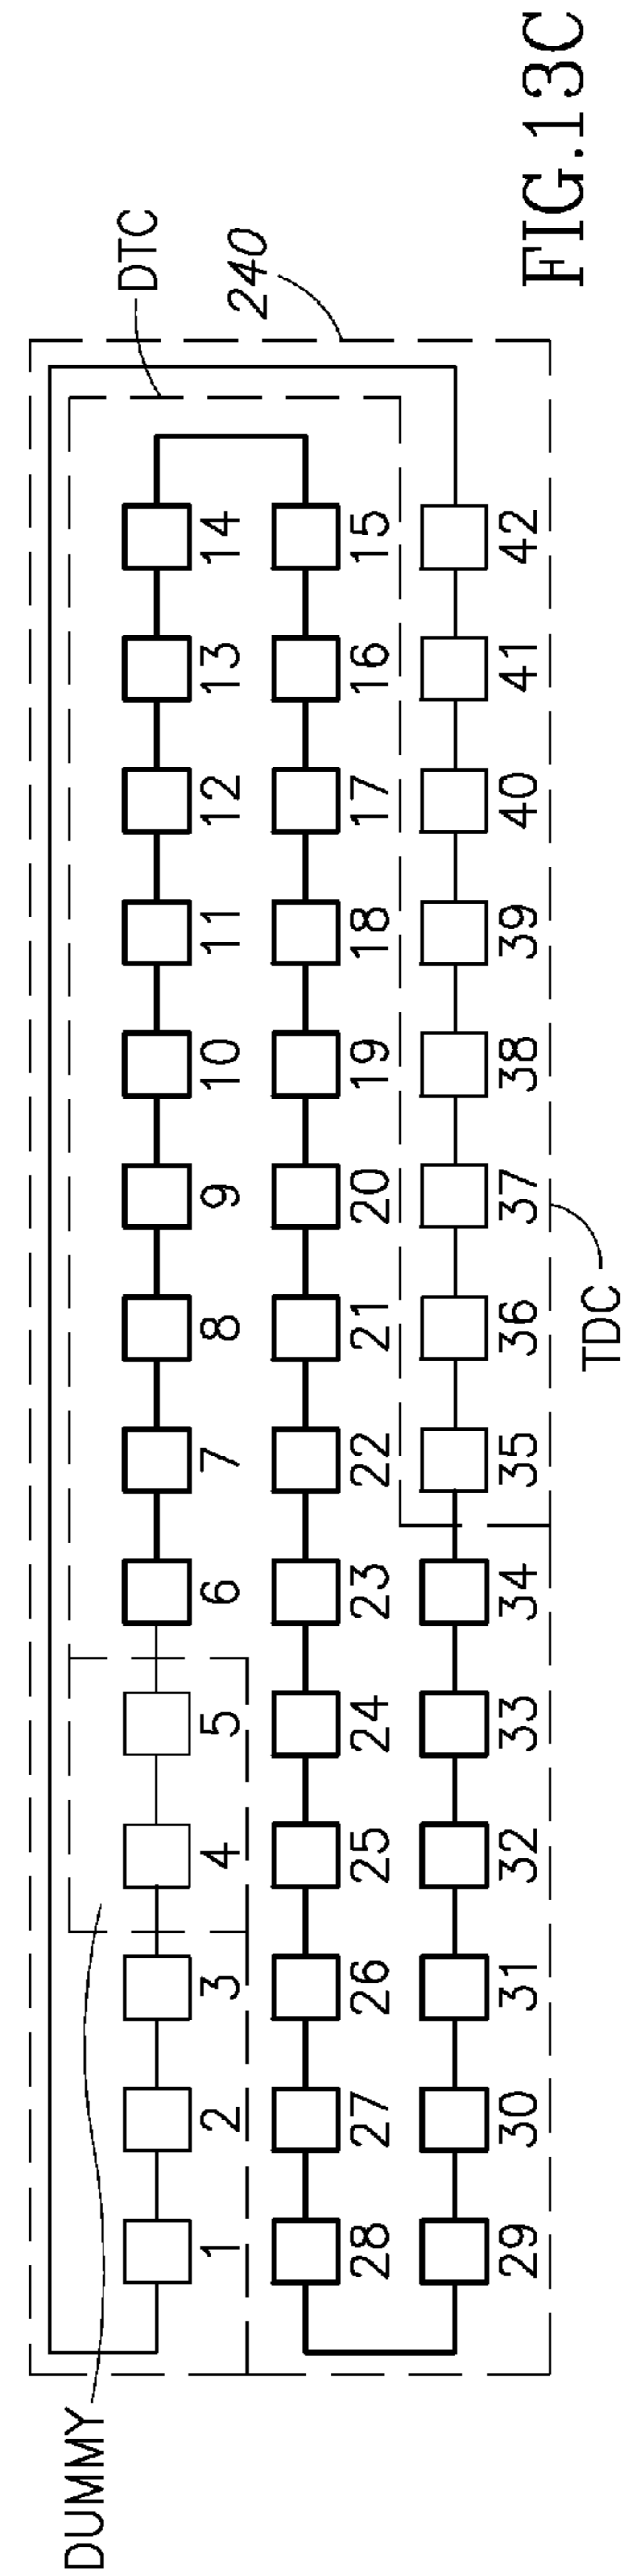 DUMMY
DTC
240
1 2 3 4 5 6 7 8 9 10 11 12 13 14
28 27 26 25 24 23 22 21 20 19 18 17 16 15
29 30 31 32 33 34 35 36 37 38 39 40 41 42
TDC
FIG.13C